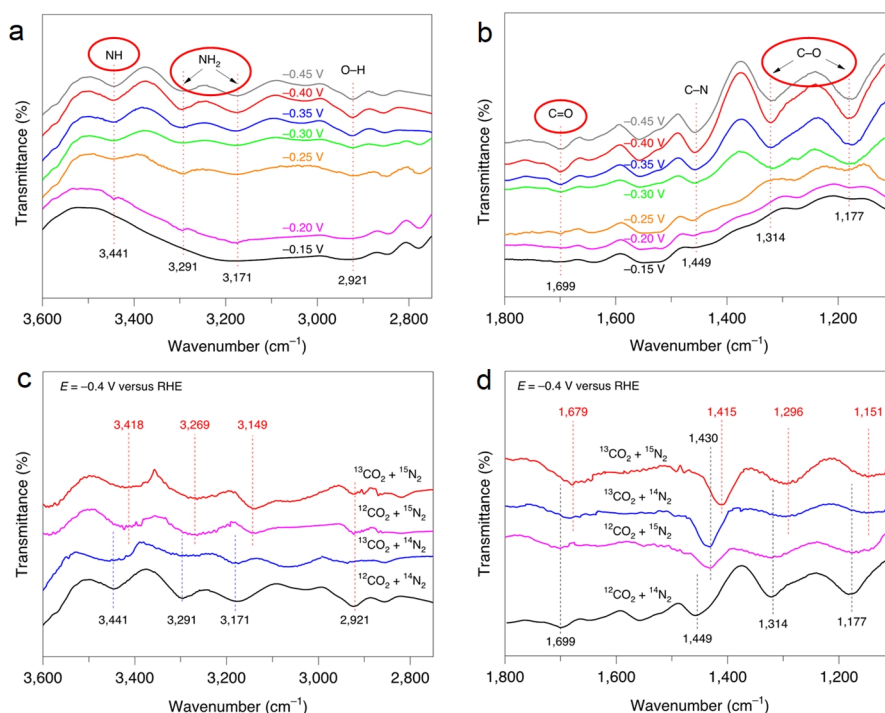 a
NH
NH₂
O–H
−0.45 V
−0.40 V
−0.35 V
−0.30 V
−0.25 V
−0.20 V
−0.15 V
3,441
3,291
3,171
2,921
3,600
3,400
3,200
3,000
2,800
Wavenumber (cm⁻¹)
Transmittance (%)
b
C=O
C–N
C–O
−0.45 V
−0.40 V
−0.35 V
−0.30 V
−0.25 V
−0.20 V
−0.15 V
1,699
1,449
1,314
1,177
1,800
1,600
1,400
1,200
Wavenumber (cm⁻¹)
Transmittance (%)
c
E = −0.4 V versus RHE
3,418
3,269
3,149
¹³CO₂ + ¹⁵N₂
¹²CO₂ + ¹⁵N₂
¹³CO₂ + ¹⁴N₂
¹²CO₂ + ¹⁴N₂
3,441
3,291
3,171
2,921
3,600
3,400
3,200
3,000
2,800
Wavenumber (cm⁻¹)
Transmittance (%)
d
E = −0.4 V versus RHE
1,679
1,415
1,296
1,151
1,430
¹³CO₂ + ¹⁵N₂
¹³CO₂ + ¹⁴N₂
¹²CO₂ + ¹⁵N₂
¹²CO₂ + ¹⁴N₂
1,699
1,449
1,314
1,177
1,800
1,600
1,400
1,200
Wavenumber (cm⁻¹)
Transmittance (%)